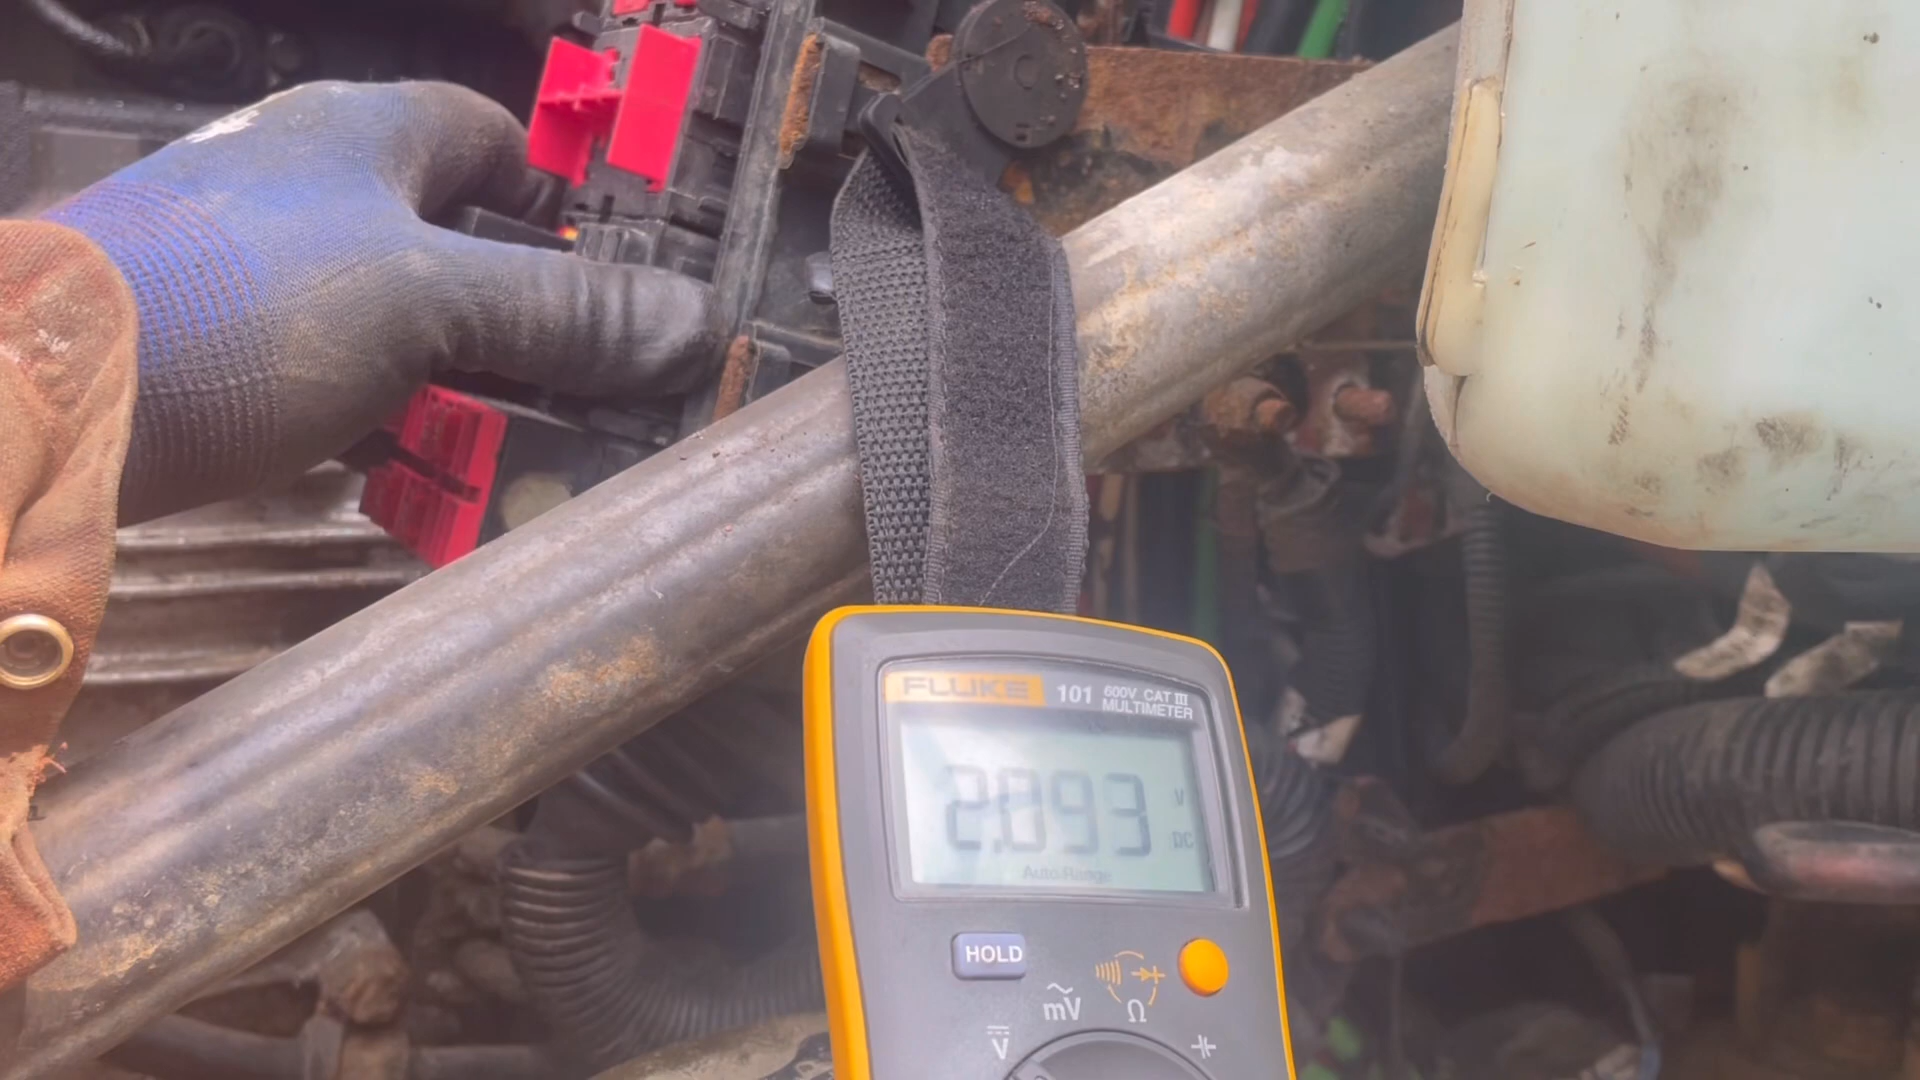 FLUKE 101 600V CAT III
MULTIMETER
2.093 V
DC
Auto Range
HOLD
mV
Ω
V